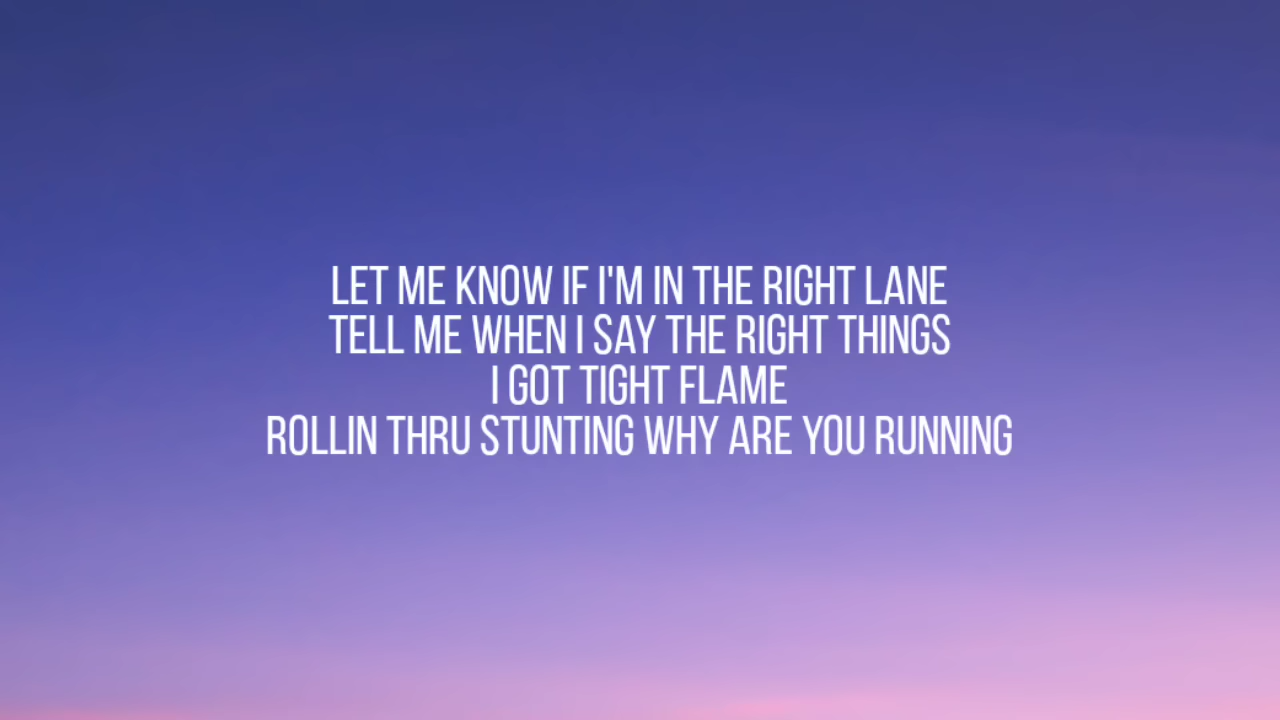 LET ME KNOW IF I'M IN THE RIGHT LANE
TELL ME WHEN I SAY THE RIGHT THINGS
I GOT TIGHT FLAME
ROLLIN THRU STUNTING WHY ARE YOU RUNNING